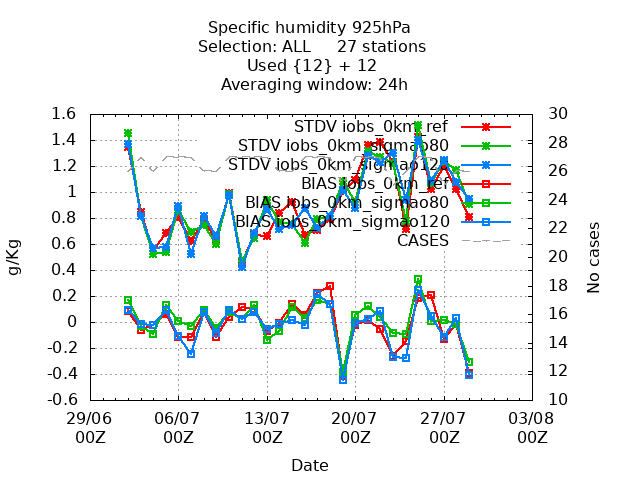 Specific humidity 925hPa
Selection: ALL 27 stations
Used {12} + 12
Averaging window: 24h
g/Kg
1.6
1.4
1.2
1
0.8
0.6
0.4
0.2
0
-0.2
-0.4
-0.6
STDV iobs_0km_ref
STDV iobs_0km_sigmao80
STDV iobs_0km_sigmao120
BIAS iobs_0km_ref
BIAS iobs_0km_sigmao80
BIAS iobs_0km_sigmao120
CASES
30
28
26
24
22
20
18
16
14
12
10
No cases
29/06 06/07 13/07 20/07 27/07 03/08
00Z 00Z 00Z 00Z 00Z 00Z
Date